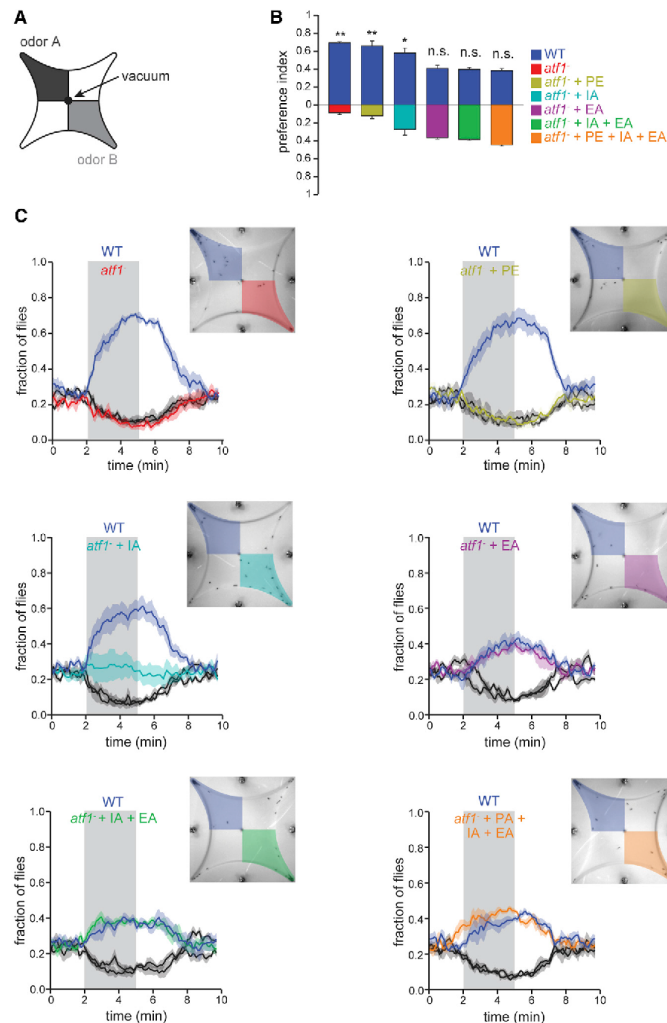 A
odor A
vacuum
odor B
B
preference index
1
0.8
0.6
0.4
0.2
0
0.2
0.4
0.6
0.8
1
**
**
*
n.s.
n.s.
n.s.
WT
atf1⁻
atf1⁻ + PE
atf1⁻ + IA
atf1⁻ + EA
atf1⁻ + IA + EA
atf1⁻ + PE + IA + EA
C
WT
atf1
fraction of flies
1.0
0.8
0.6
0.4
0.2
0.0
0 2 4 6 8 10
time (min)
WT
atf1 + PE
fraction of flies
1.0
0.8
0.6
0.4
0.2
0.0
0 2 4 6 8 10
time (min)
WT
atf1⁻ + IA
fraction of flies
1.0
0.8
0.6
0.4
0.2
0.0
0 2 4 6 8 10
time (min)
WT
atf1⁻ + EA
fraction of flies
1.0
0.8
0.6
0.4
0.2
0.0
0 2 4 6 8 10
time (min)
WT
atf1⁻ + IA + EA
fraction of flies
1.0
0.8
0.6
0.4
0.2
0.0
0 2 4 6 8 10
time (min)
WT
atf1⁻ + PA +
IA + EA
fraction of flies
1.0
0.8
0.6
0.4
0.2
0.0
0 2 4 6 8 10
time (min)